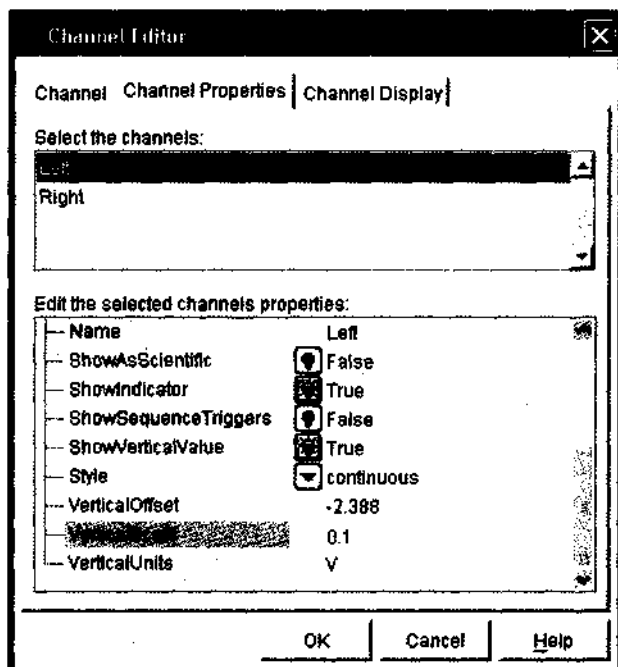 Channel Editor
Channel Channel Properties Channel Display
Select the channels:
Left
Right
Edit the selected channels properties:
Name Left
ShowAsScientific False
ShowIndicator True
ShowSequenceTriggers False
ShowVerticalValue True
Style continuous
VerticalOffset -2.388
0.1
VerticalUnits V
OK Cancel Help